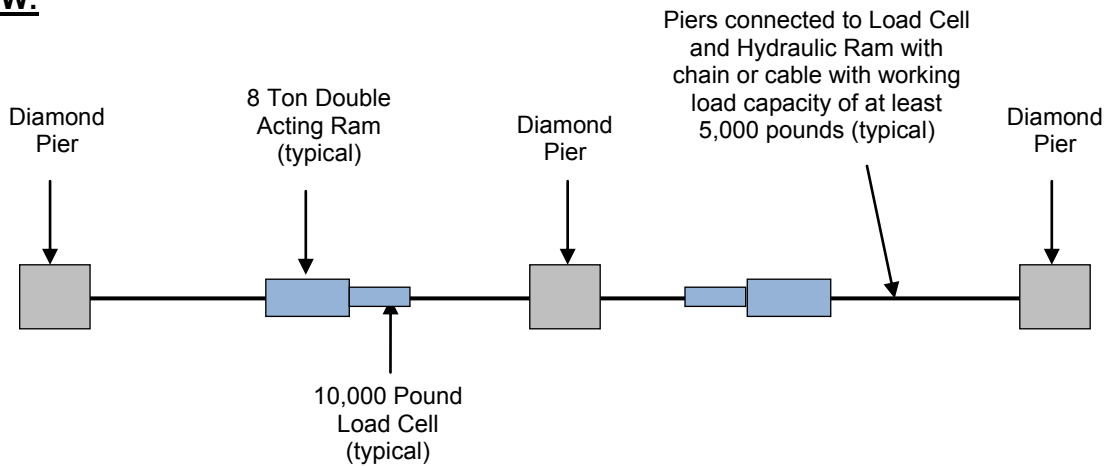 W:
Piers connected to Load Cell
and Hydraulic Ram with
chain or cable with working
load capacity of at least
5,000 pounds (typical)
8 Ton Double
Acting Ram
(typical)
Diamond
Pier
Diamond
Pier
Diamond
Pier
10,000 Pound
Load Cell
(typical)